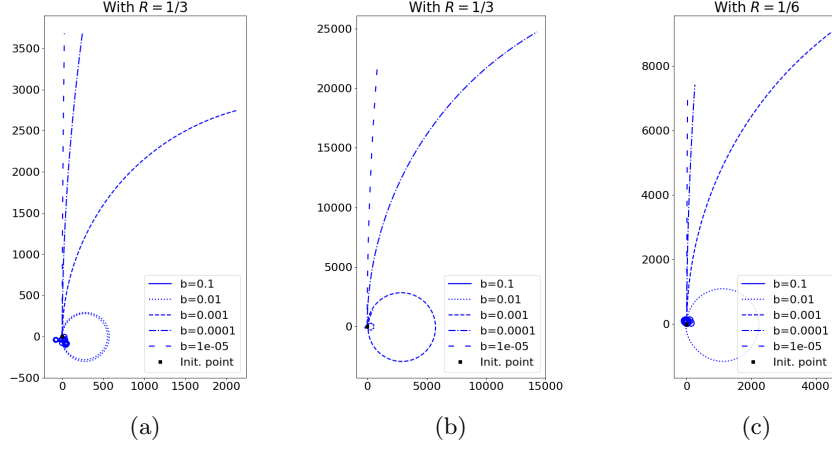 With R = 1/3
3500
3000
2500
2000
1500
1000
500
0
−500
0
500
1000
1500
2000
b=0.1
b=0.01
b=0.001
b=0.0001
b=1e-05
Init. point
(a)
With R = 1/3
25000
20000
15000
10000
5000
0
0
5000
10000
15000
b=0.1
b=0.01
b=0.001
b=0.0001
b=1e-05
Init. point
(b)
With R = 1/6
8000
6000
4000
2000
0
0
2000
4000
b=0.1
b=0.01
b=0.001
b=0.0001
b=1e-05
Init. point
(c)